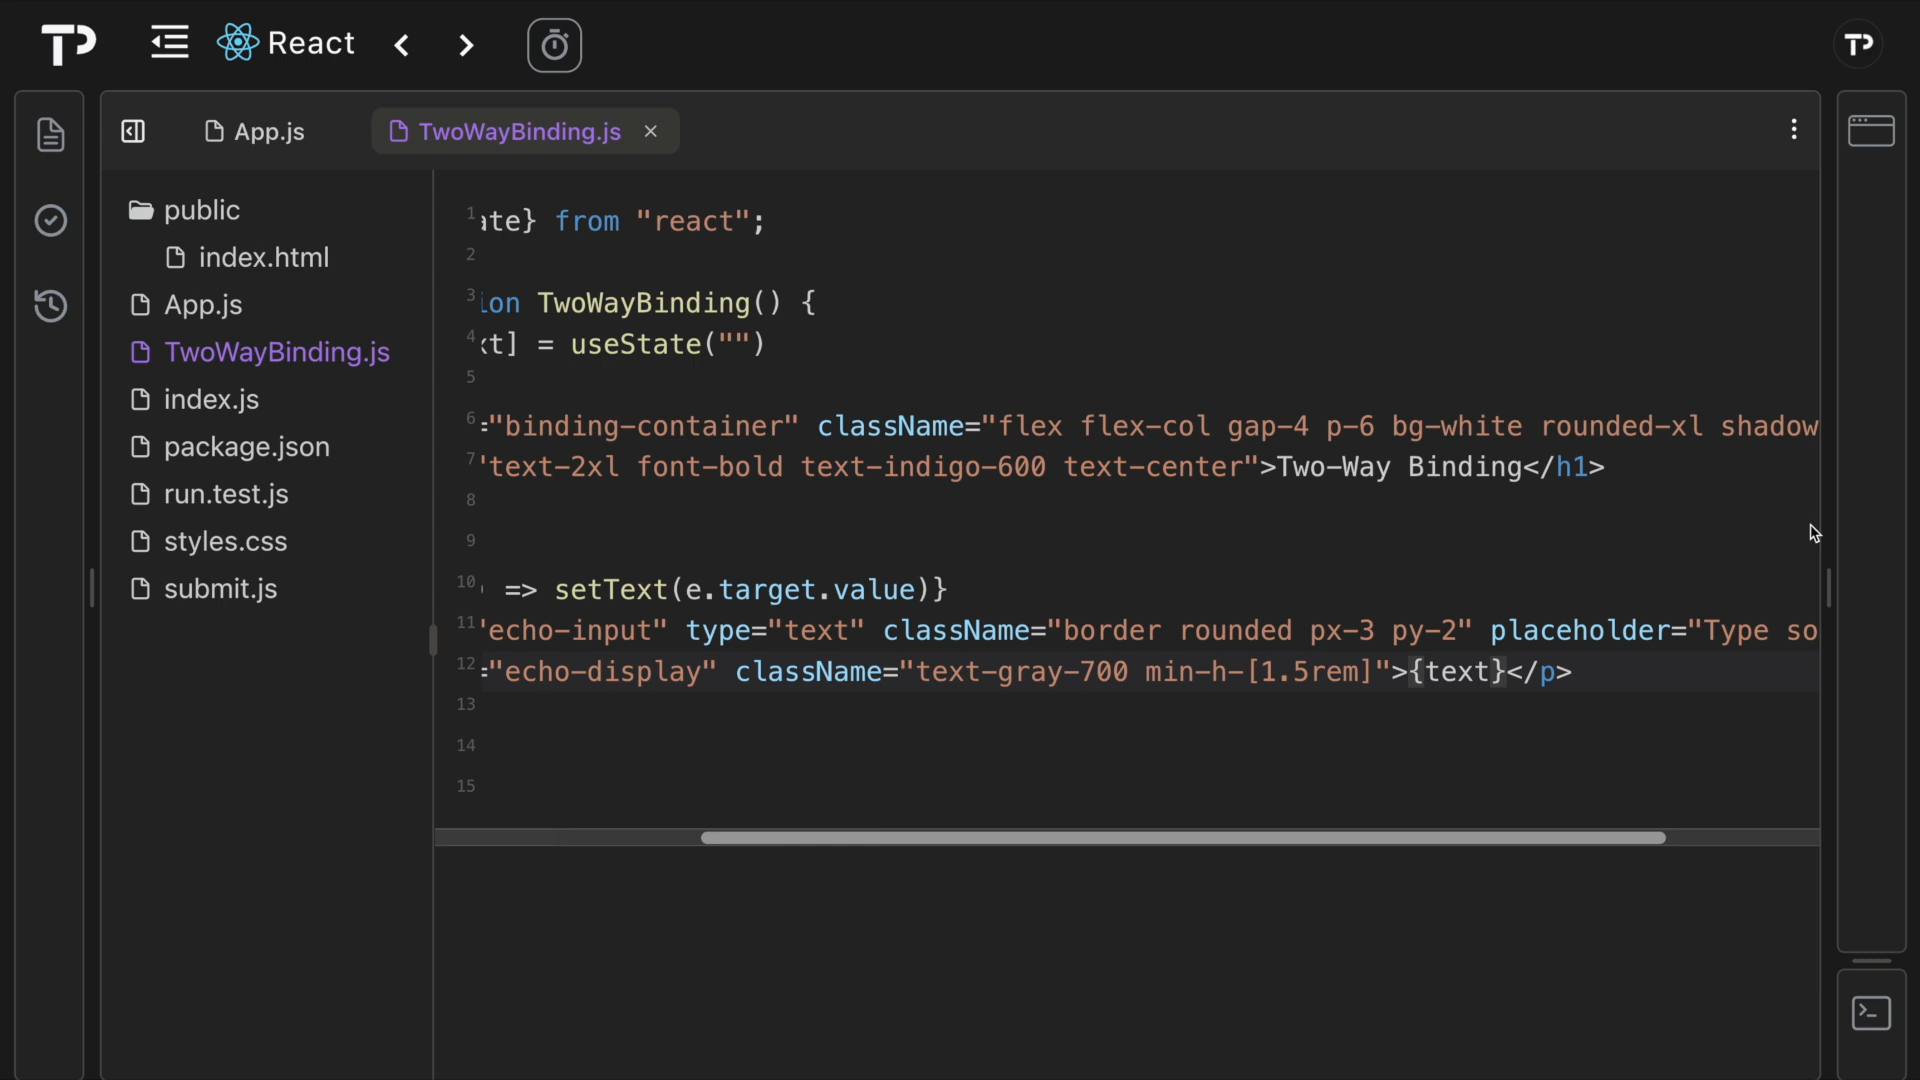 TP React TP
App.js TwoWayBinding.js ×
public
index.html
App.js
TwoWayBinding.js
index.js
package.json
run.test.js
styles.css
submit.js
1 ate} from "react";
2
3 ion TwoWayBinding() {
4 xt] = useState("")
5
6 ="binding-container" className="flex flex-col gap-4 p-6 bg-white rounded-xl shadow
7 "text-2xl font-bold text-indigo-600 text-center">Two-Way Binding</h1>
8
9
10 ) => setText(e.target.value)}
11 "echo-input" type="text" className="border rounded px-3 py-2" placeholder="Type so
12 ="echo-display" className="text-gray-700 min-h-[1.5rem]">{text}</p>
13
14
15